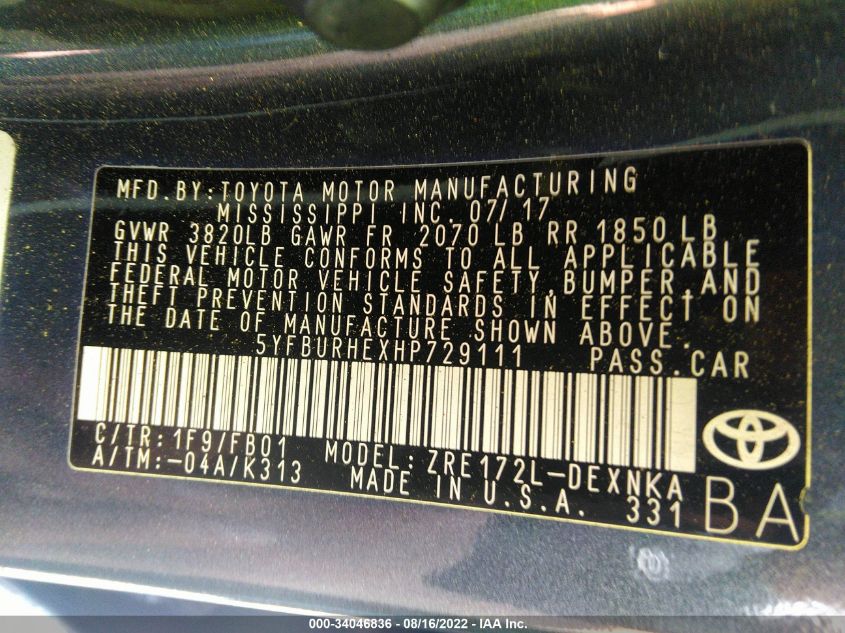 MFD. BY: TOYOTA MOTOR MANUFACTURING
MISSISSIPPI INC. 07/17
GVWR 3820LB GAWR FR 2070 LB RR 1850 LB
THIS VEHICLE CONFORMS TO ALL APPLICABLE
FEDERAL MOTOR VEHICLE SAFETY, BUMPER, AND
THEFT PREVENTION STANDARDS IN EFFECT ON
THE DATE OF MANUFACTURE SHOWN ABOVE.
5YFBURHEXHP729111 PASS.CAR
C/TR: 1F9/FB01 MODEL: ZRE172L-DEXNKA
A/TM: -04A/K313 MADE IN U.S.A. 331
BA
000-34046836 - 08/16/2022 - IAA Inc.